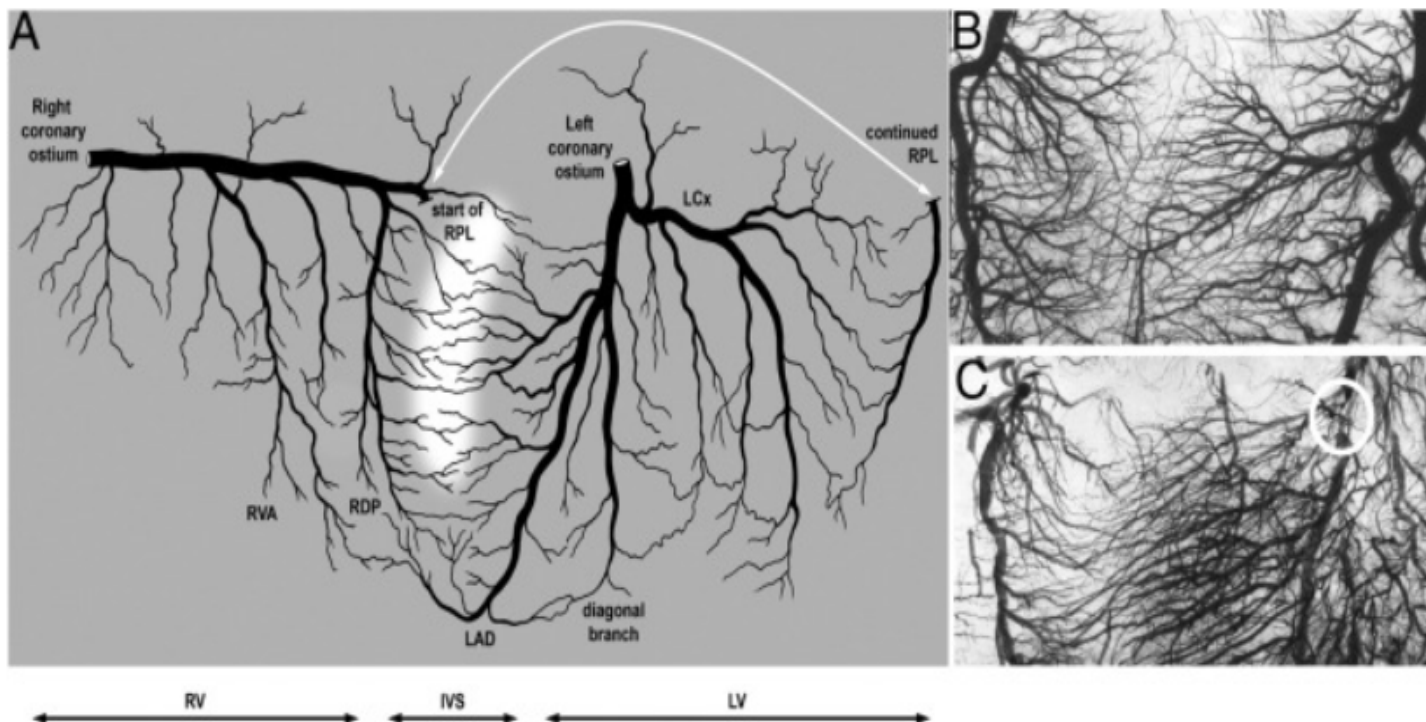 A
B
C
Right
coronary
ostium
Left
coronary
ostium
continued
RPL
LCx
start of
RPL
RVA
RDP
LAD
diagonal
branch
RV
IVS
LV